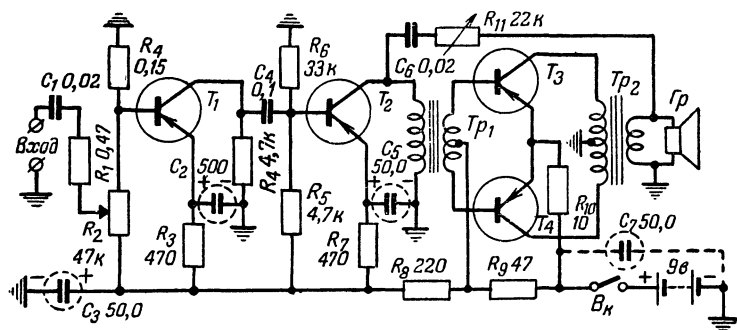 R4
0,15
C1 0,02
Вход
R1 0,47
R2
47к
C3 50,0
T1
C2 500
R3
470
C4
0,1
R4 4,7к
R6
33к
R5
4,7к
T2
C5
50,0
R7
470
C6 0,02
R11 22к
Tp1
T3
T4
R10
10
Tp2
Гр
R8 220
R9 47
C7 50,0
Вк
9в